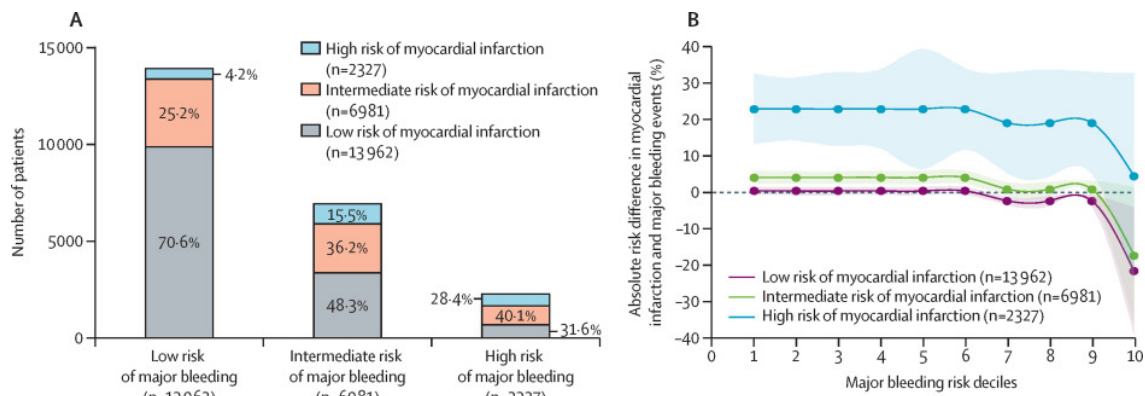 A
15000
10000
5000
0
Number of patients
High risk of myocardial infarction
(n=2327)
Intermediate risk of myocardial infarction
(n=6981)
Low risk of myocardial infarction
(n=13962)
4·2%
25·2%
70·6%
15·5%
36·2%
48·3%
28·4%
40·1%
31·6%
Low risk
of major bleeding
Intermediate risk
of major bleeding
High risk
of major bleeding
B
40
30
20
10
0
–10
–20
–30
–40
Absolute risk difference in myocardial
infarction and major bleeding events (%)
Low risk of myocardial infarction (n=13962)
Intermediate risk of myocardial infarction (n=6981)
High risk of myocardial infarction (n=2327)
0 1 2 3 4 5 6 7 8 9 10
Major bleeding risk deciles